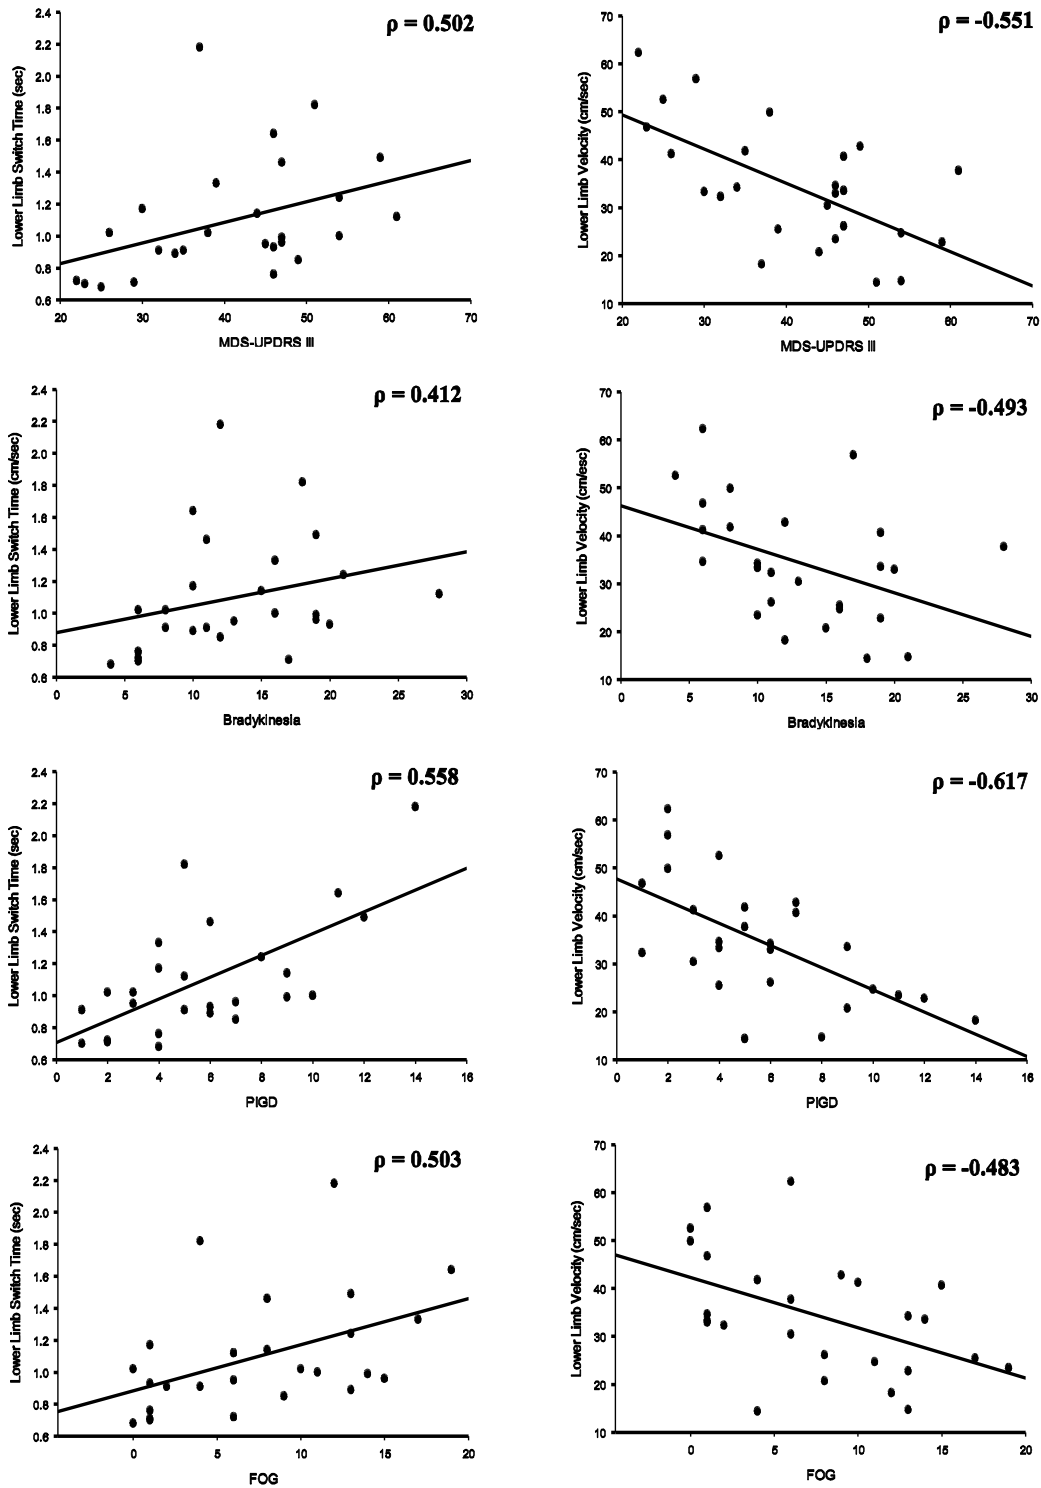 ρ = 0.502
Lower Limb Switch Time (sec)
2.4
2.2
2.0
1.8
1.6
1.4
1.2
1.0
0.8
0.6
20 30 40 50 60 70
MDS-UPDRS III
ρ = -0.551
Lower Limb Velocity (cm/sec)
70
60
50
40
30
20
10
20 30 40 50 60 70
MDS-UPDRS III
ρ = 0.412
Lower Limb Switch Time (cm/sec)
2.4
2.2
2.0
1.8
1.6
1.4
1.2
1.0
0.8
0.6
0 5 10 15 20 25 30
Bradykinesia
ρ = -0.493
Lower Limb Velocity (cm/esc)
70
60
50
40
30
20
10
0 5 10 15 20 25 30
Bradykinesia
ρ = 0.558
Lower Limb Switch Time (sec)
2.4
2.2
2.0
1.8
1.6
1.4
1.2
1.0
0.8
0.6
0 2 4 6 8 10 12 14 16
PIGD
ρ = -0.617
Lower Limb Velocity (cm/sec)
70
60
50
40
30
20
10
0 2 4 6 8 10 12 14 16
PIGD
ρ = 0.503
Lower Limb Switch Time (sec)
2.4
2.2
2.0
1.8
1.6
1.4
1.2
1.0
0.8
0.6
0 5 10 15 20
FOG
ρ = -0.483
Lower Limb Velocity (cm/sec)
70
60
50
40
30
20
10
0 5 10 15 20
FOG